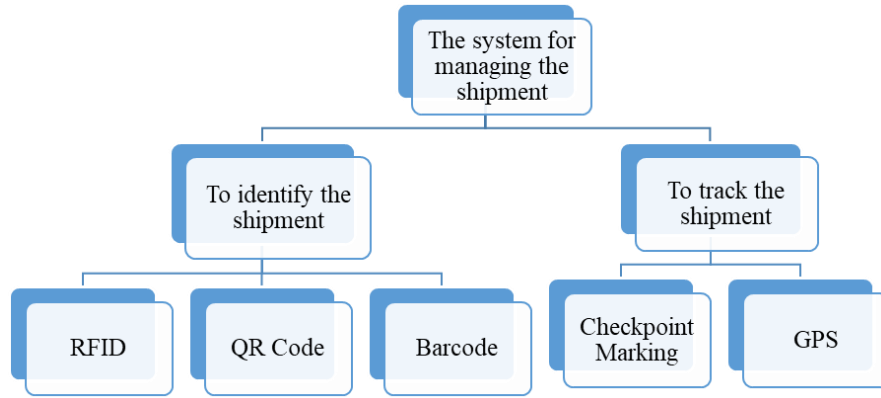 The system for
managing the
shipment
To identify the
shipment
To track the
shipment
RFID
QR Code
Barcode
Checkpoint
Marking
GPS